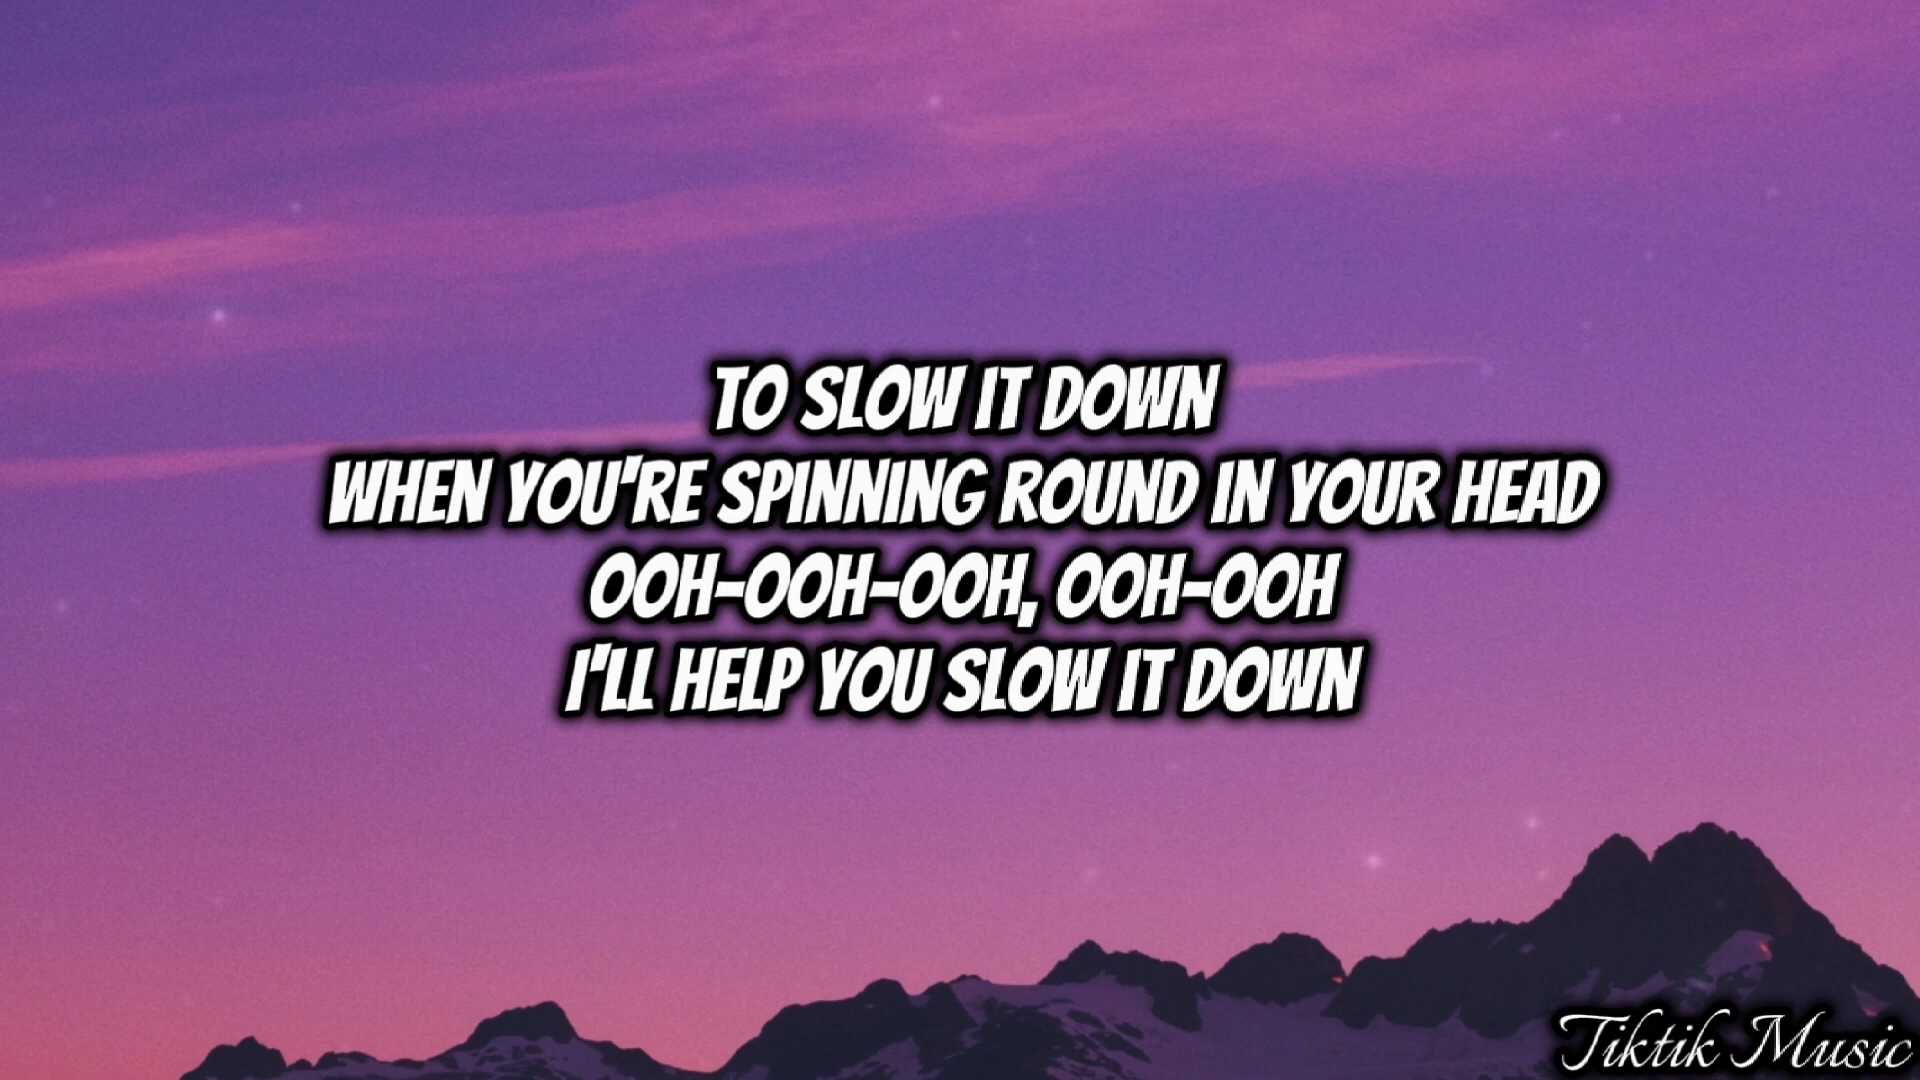 TO SLOW IT DOWN
WHEN YOU'RE SPINNING ROUND IN YOUR HEAD
OOH-OOH-OOH, OOH-OOH
I'LL HELP YOU SLOW IT DOWN
Tiktik Music